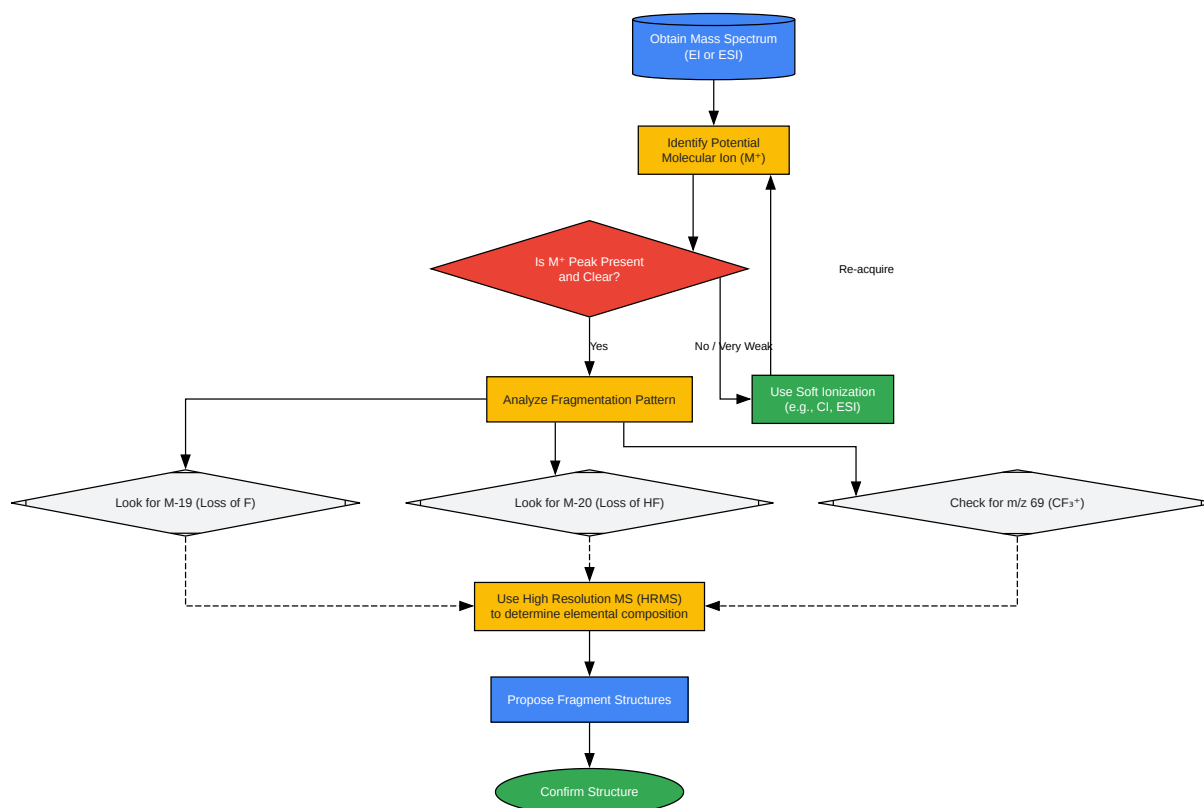 Obtain Mass Spectrum
(EI or ESI)
Identify Potential
Molecular Ion (M⁺)
Is M⁺ Peak Present
and Clear?
Re-acquire
Yes
No / Very Weak
Use Soft Ionization
(e.g., CI, ESI)
Analyze Fragmentation Pattern
Look for M-19 (Loss of F)
Look for M-20 (Loss of HF)
Check for m/z 69 (CF₃⁺)
Use High Resolution MS (HRMS)
to determine elemental composition
Propose Fragment Structures
Confirm Structure